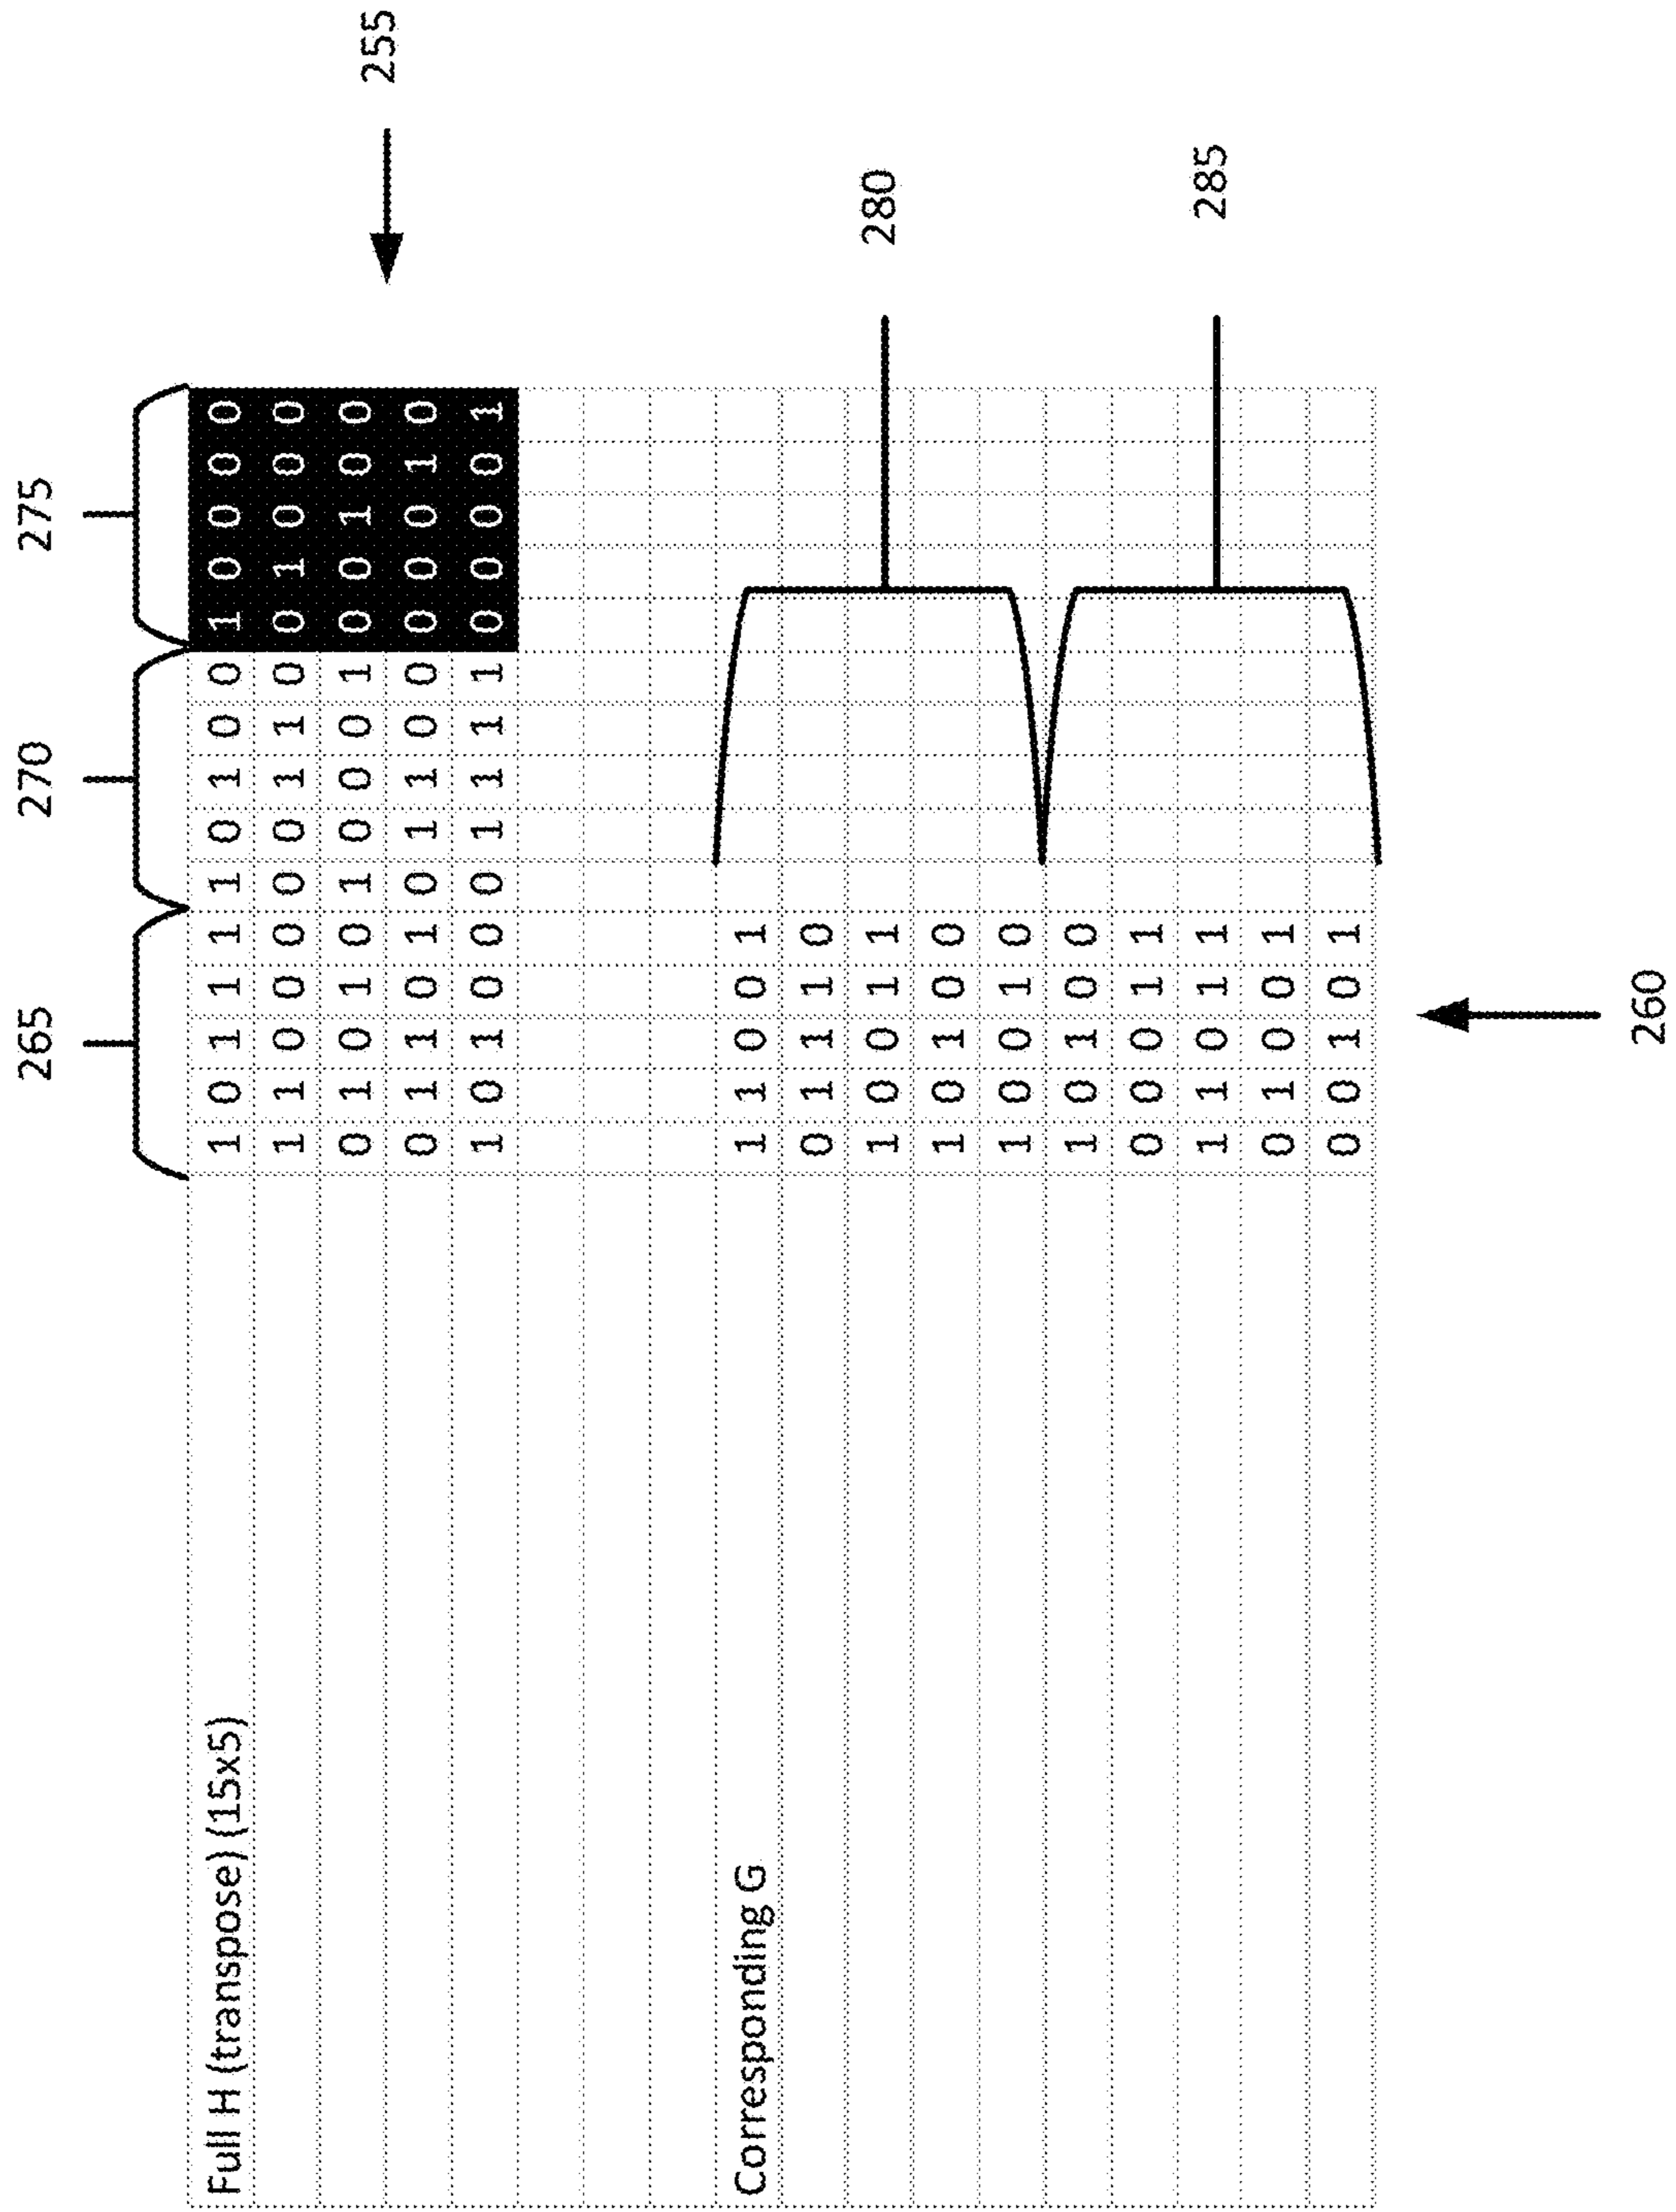 265 270 275
Full H (transpose) (15x5) 1 0 1 1 1 1 0 1 0 0 1 0 0 0 0
1 1 0 0 0 0 0 1 1 0 0 1 0 0 0
0 1 0 1 0 1 0 0 0 1 0 0 1 0 0
255
0 1 1 0 1 0 1 1 0 0 0 0 0 1 0
1 0 1 0 0 0 1 1 1 1 0 0 0 0 1
Corresponding G 1 1 0 0 1
0 1 1 1 0
1 0 0 1 1 280
1 0 1 0 0
1 0 0 1 0
1 0 1 0 0
0 0 0 1 1
1 1 0 1 1 285
0 1 0 0 1
0 0 1 0 1
260